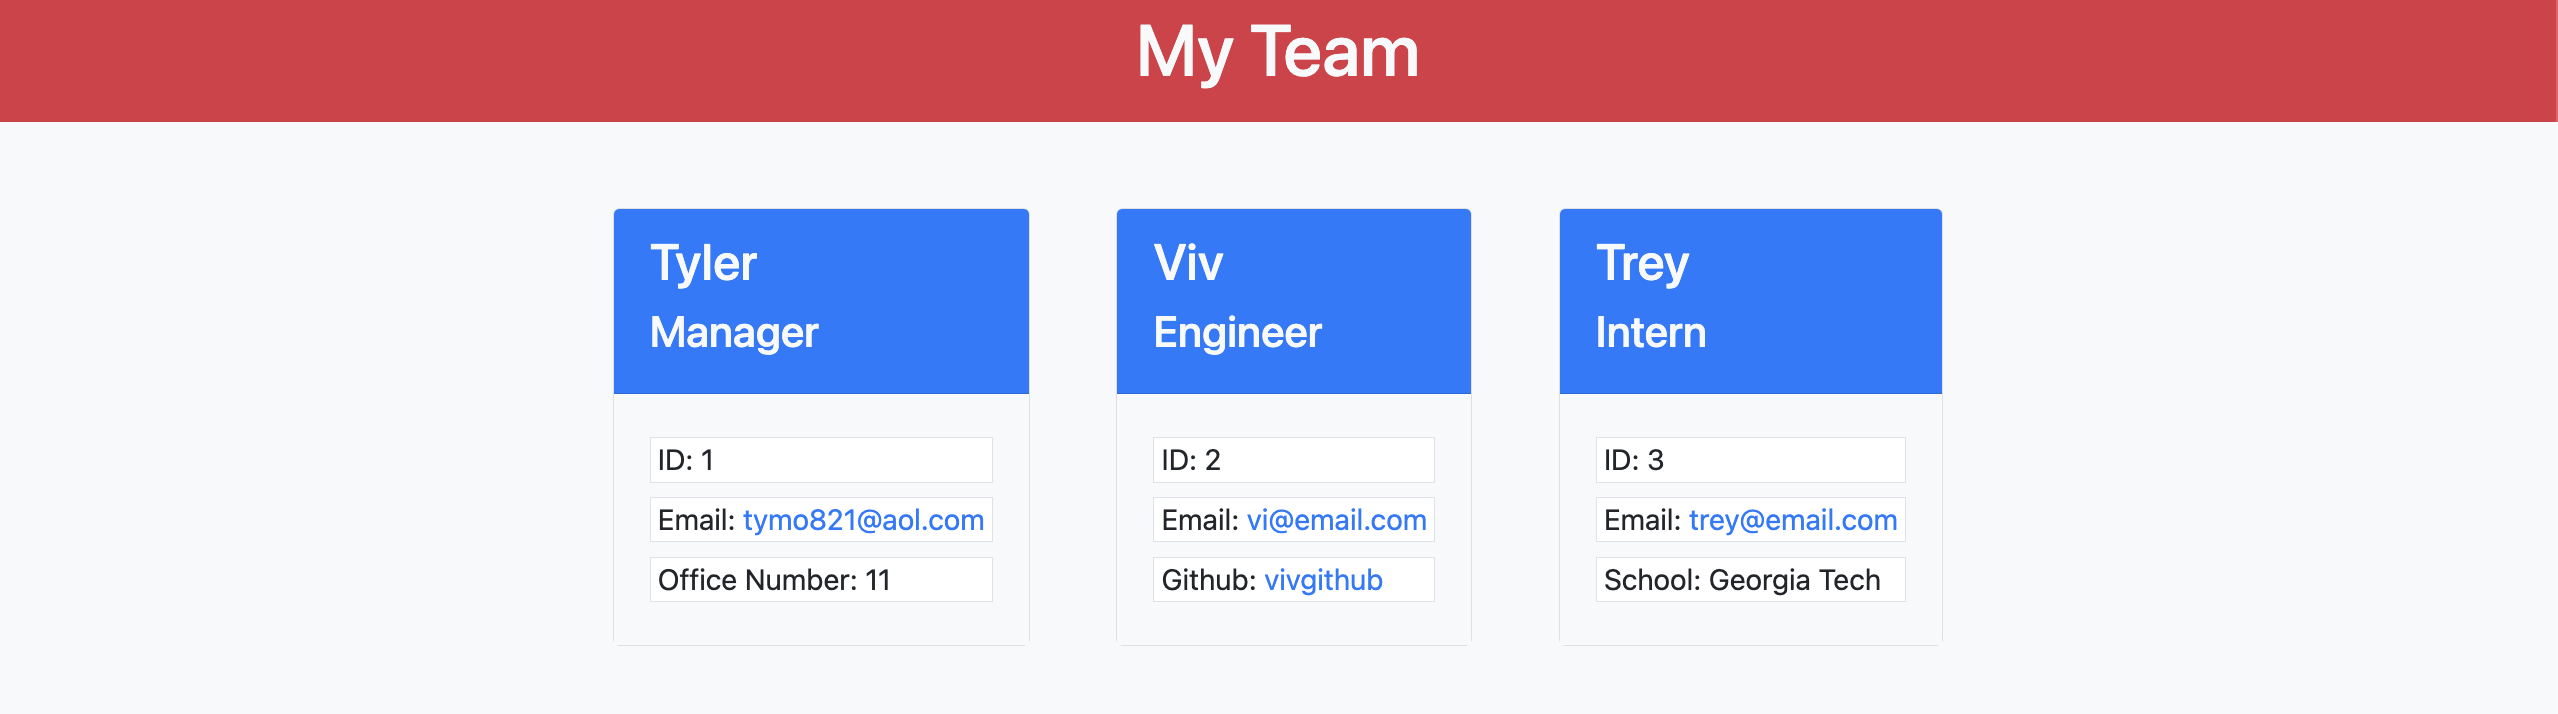 My Team
Tyler
Manager
ID: 1
Email: tymo821@aol.com
Office Number: 11
Viv
Engineer
ID: 2
Email: vi@email.com
Github: vivgithub
Trey
Intern
ID: 3
Email: trey@email.com
School: Georgia Tech